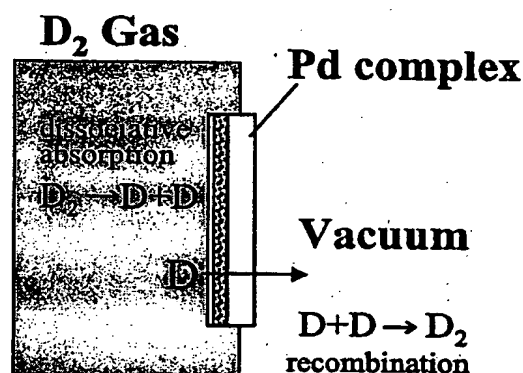 D₂ Gas
Pd complex
dissociative
absorption
D₂ → D+D
Vacuum
D
D+D → D₂
recombination